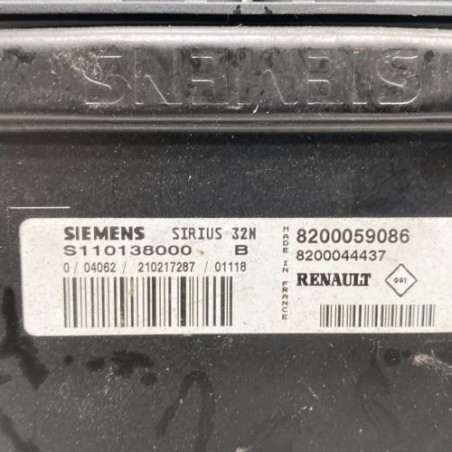 SIEMENS
SIEMENS SIRIUS 32N
S110138000 B
0/ 04062/ 210217287 /01118
MADE IN FRANCE
8200059086
8200044437
RENAULT 001